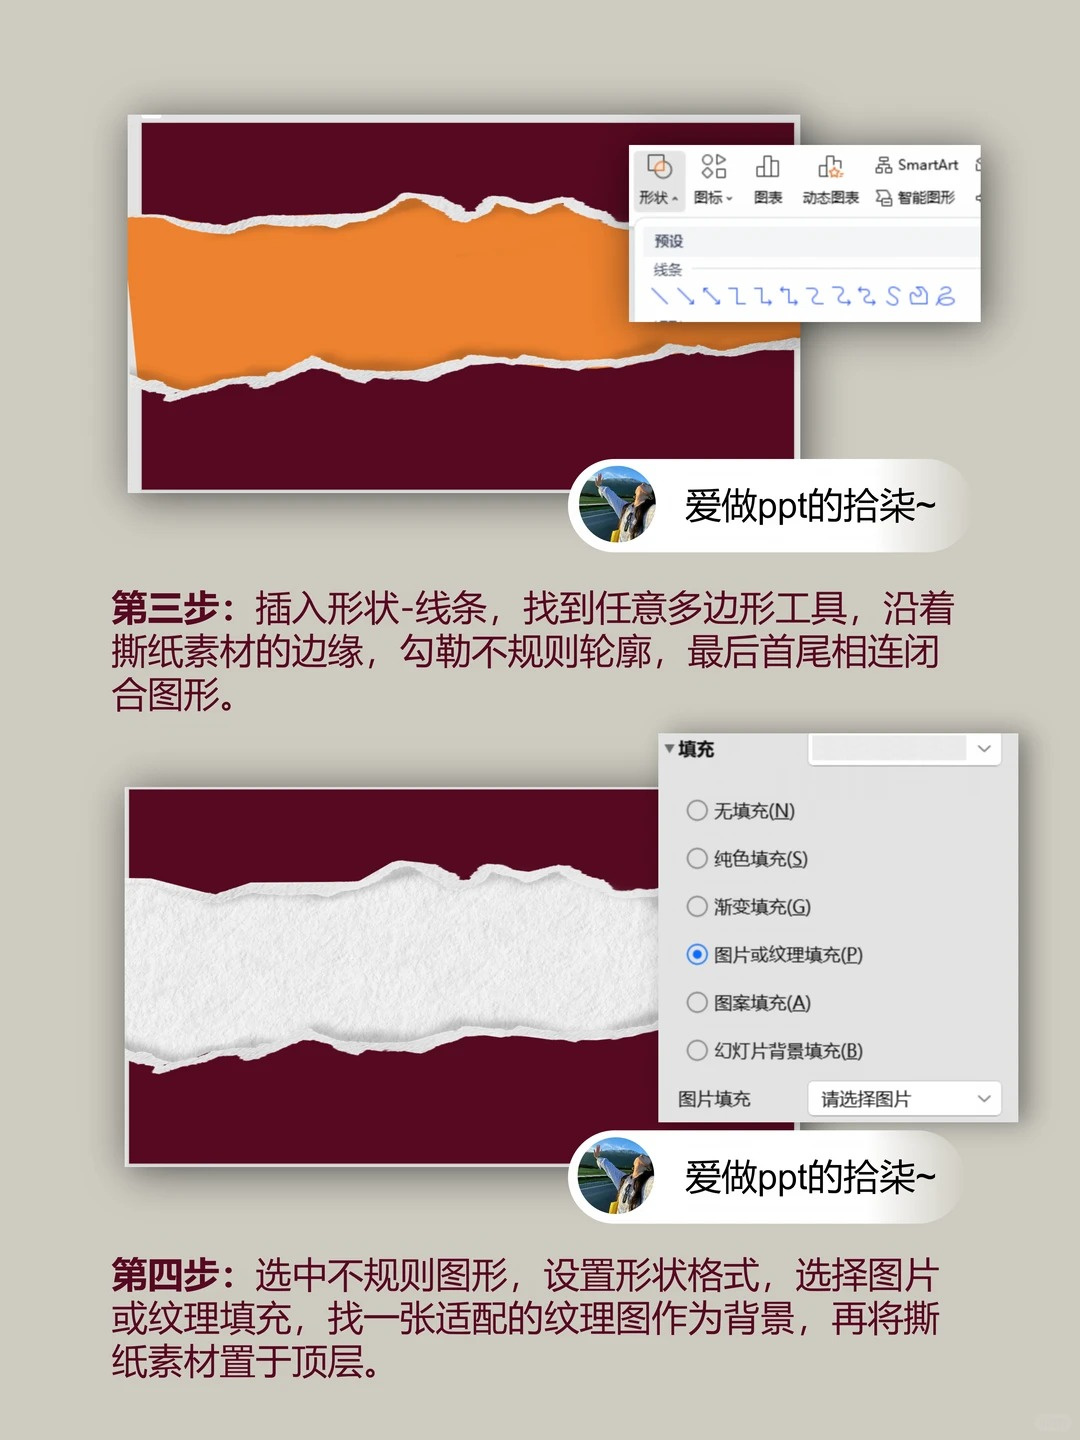 形状 图标 图表 动态图表 SmartArt 智能图形
预设
线条
爱做ppt的拾柒~
第三步：插入形状-线条，找到任意多边形工具，沿着
撕纸素材的边缘，勾勒不规则轮廓，最后首尾相连闭
合图形。
填充
无填充(N)
纯色填充(S)
渐变填充(G)
图片或纹理填充(P)
图案填充(A)
幻灯片背景填充(B)
图片填充 请选择图片
爱做ppt的拾柒~
第四步：选中不规则图形，设置形状格式，选择图片
或纹理填充，找一张适配的纹理图作为背景，再将撕
纸素材置于顶层。